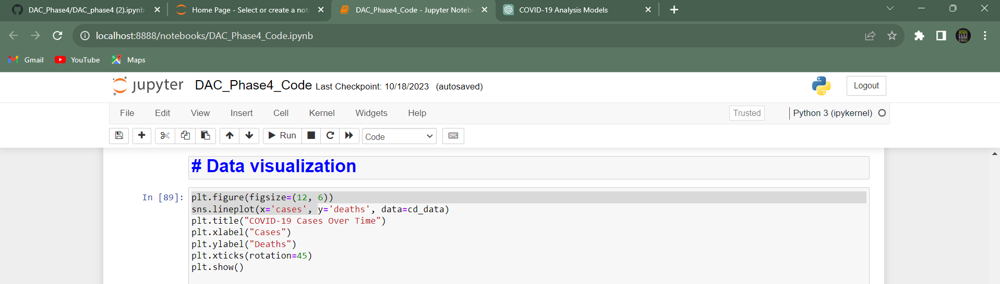 DAC_Phase4/DAC_phase4 (2).ipynb
Home Page - Select or create a not
DAC_Phase4_Code - Jupyter Noteb
COVID-19 Analysis Models
localhost:8888/notebooks/DAC_Phase4_Code.ipynb
Gmail YouTube Maps
jupyter DAC_Phase4_Code Last Checkpoint: 10/18/2023 (autosaved) Logout
File Edit View Insert Cell Kernel Widgets Help Trusted Python 3 (ipykernel)
Run Code
# Data visualization
In [89]: plt.figure(figsize=(12, 6))
sns.lineplot(x='cases', y='deaths', data=cd_data)
plt.title("COVID-19 Cases Over Time")
plt.xlabel("Cases")
plt.ylabel("Deaths")
plt.xticks(rotation=45)
plt.show()